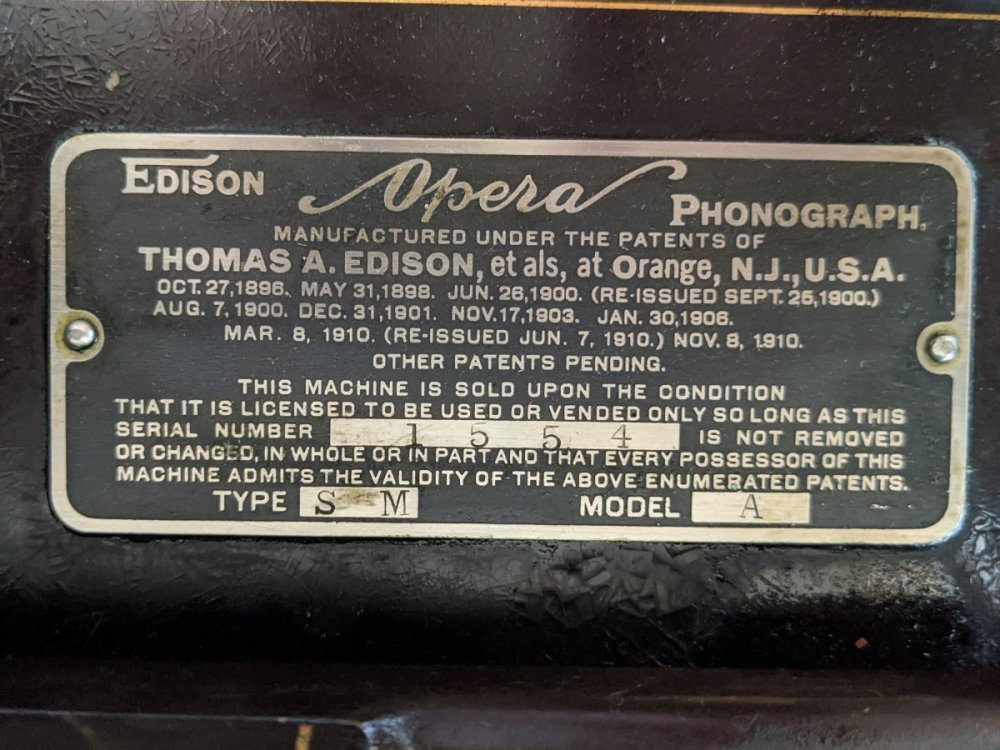 EDISON Opera PHONOGRAPH.
MANUFACTURED UNDER THE PATENTS OF
THOMAS A. EDISON, et als, at Orange, N.J., U.S.A.
OCT. 27,1896. MAY 31,1898. JUN. 26,1900. (RE-ISSUED SEPT. 25,1900.)
AUG. 7, 1900. DEC. 31,1901. NOV. 17,1903. JAN. 30,1906.
MAR. 8, 1910. (RE-ISSUED JUN. 7, 1910.) NOV. 8, 1910.
OTHER PATENTS PENDING.
THIS MACHINE IS SOLD UPON THE CONDITION
THAT IT IS LICENSED TO BE USED OR VENDED ONLY SO LONG AS THIS
SERIAL NUMBER 1554 IS NOT REMOVED
OR CHANGED, IN WHOLE OR IN PART AND THAT EVERY POSSESSOR OF THIS
MACHINE ADMITS THE VALIDITY OF THE ABOVE ENUMERATED PATENTS.
TYPE S M MODEL A